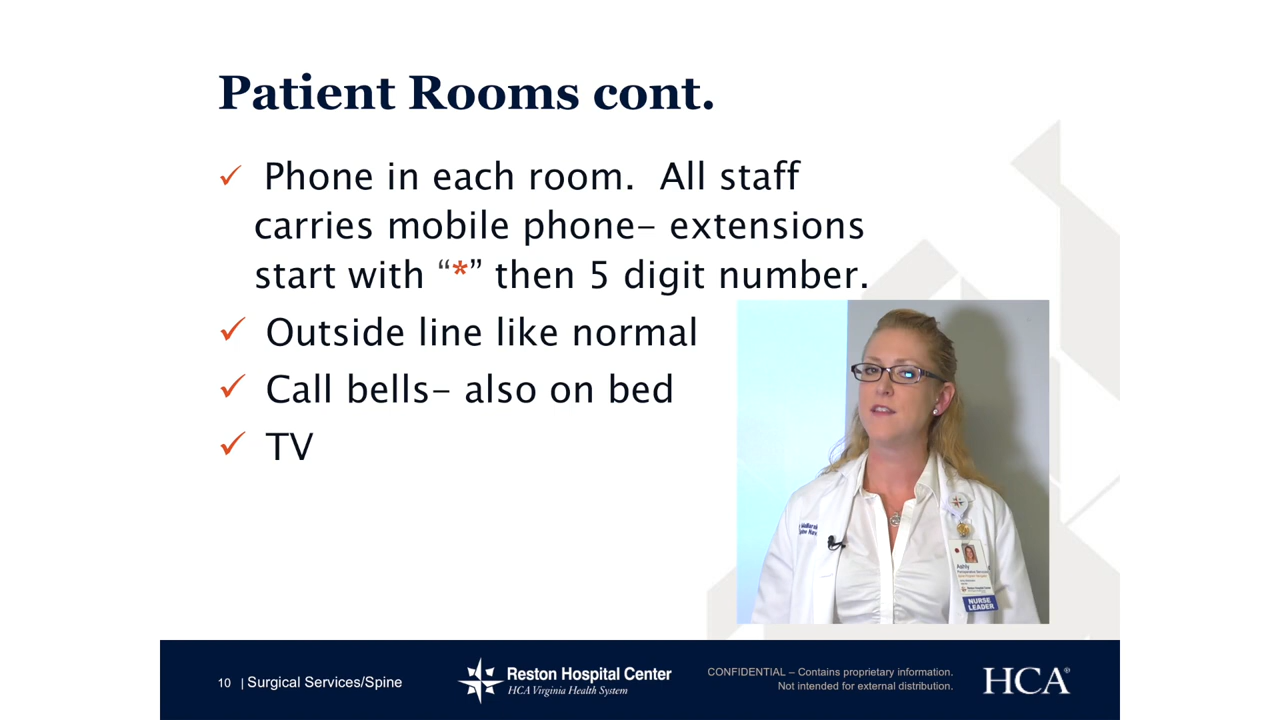 Patient Rooms cont.
✓ Phone in each room. All staff
carries mobile phone– extensions
start with “*” then 5 digit number.
✓ Outside line like normal
✓ Call bells– also on bed
✓ TV
Ashly
NURSE
LEADER
10 | Surgical Services/Spine
Reston Hospital Center
HCA Virginia Health System
CONFIDENTIAL – Contains proprietary information.
Not intended for external distribution.
HCA®